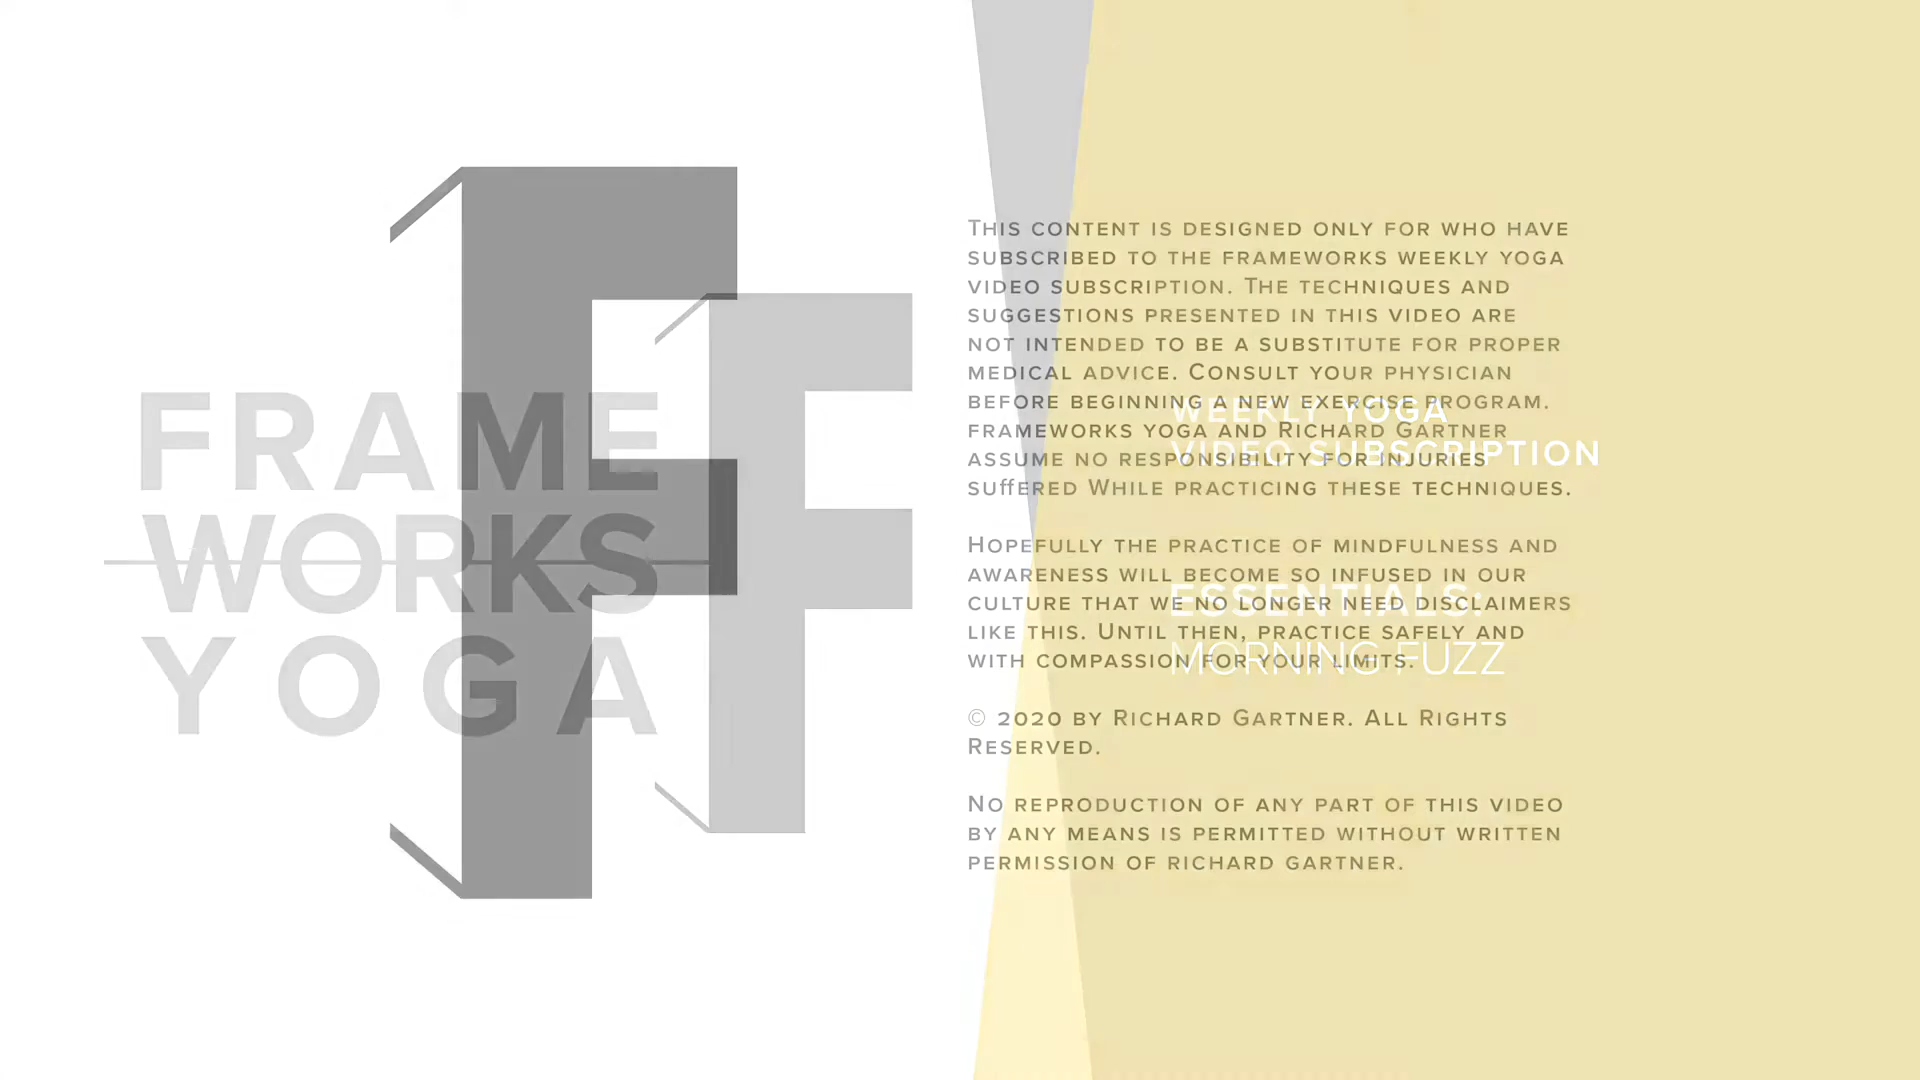 FRAME
WORKS
YOGA
This content is designed only for who have
subscribed to the frameworks weekly yoga
video subscription. The techniques and
suggestions presented in this video are
not intended to be a substitute for proper
medical advice. Consult your physician
before beginning a new exercise program.
frameworks yoga and Richard Gartner
assume no responsibility for injuries
suffered While practicing these techniques.
Hopefully the practice of mindfulness and
awareness will become so infused in our
culture that we no longer need disclaimers
like this. Until then, practice safely and
with compassion for your limits.
© 2020 by Richard Gartner. All Rights
Reserved.
No reproduction of any part of this video
by any means is permitted without written
permission of richard gartner.
WEEKLY YOGA
VIDEO SUBSCRIPTION
ESSENTIALS:
MORNING FUZZ